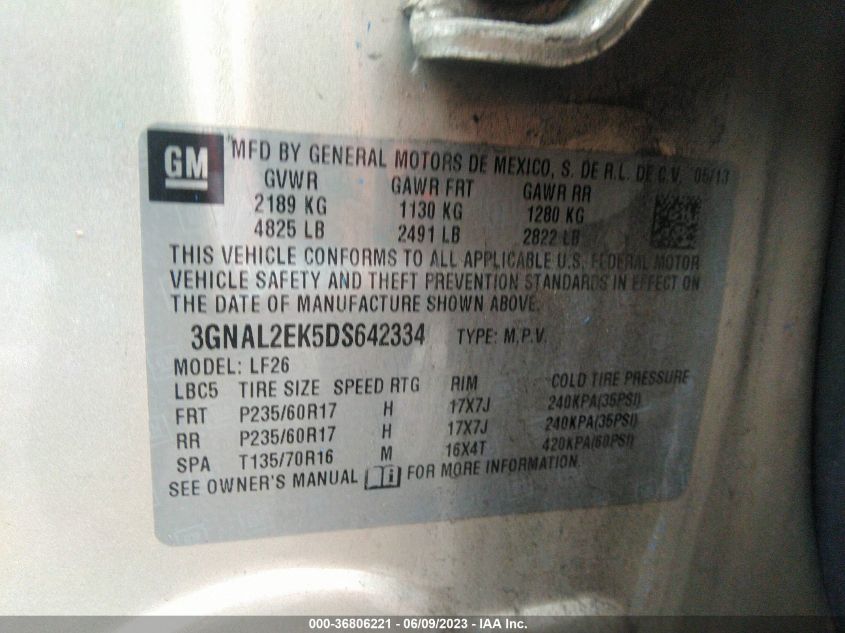 GM
MFD BY GENERAL MOTORS DE MEXICO, S. DE R.L. DE C.V. 05/13
GVWR GAWR FRT GAWR RR
2189 KG 1130 KG 1280 KG
4825 LB 2491 LB 2822 LB
THIS VEHICLE CONFORMS TO ALL APPLICABLE U.S. FEDERAL MOTOR
VEHICLE SAFETY AND THEFT PREVENTION STANDARDS IN EFFECT ON
THE DATE OF MANUFACTURE SHOWN ABOVE.
3GNAL2EK5DS642334 TYPE: M.P.V.
MODEL: LF26
LBC5 TIRE SIZE SPEED RTG RIM COLD TIRE PRESSURE
FRT P235/60R17 H 17X7J 240KPA(35PSI)
RR P235/60R17 H 17X7J 240KPA(35PSI)
SPA T135/70R16 M 16X4T 420KPA(60PSI)
SEE OWNER'S MANUAL FOR MORE INFORMATION.
000-36806221 - 06/09/2023 - IAA Inc.